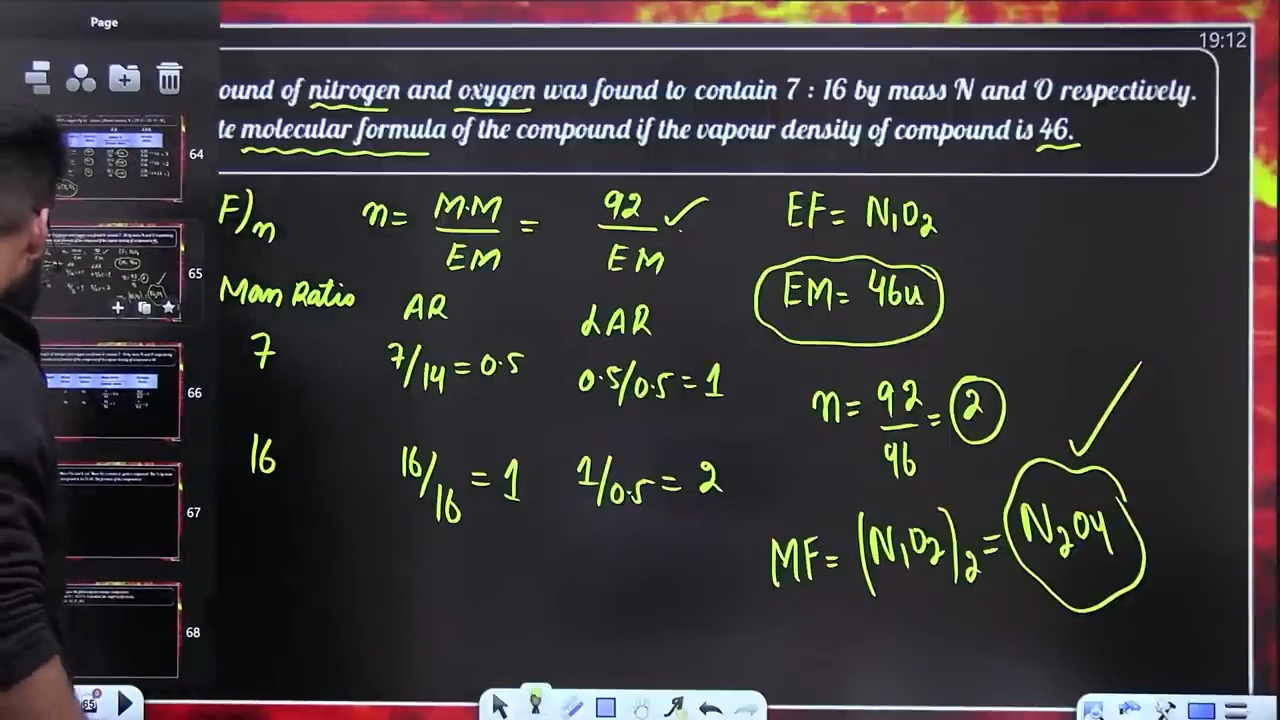 Page
19:12
ound of nitrogen and oxygen was found to contain 7 : 16 by mass N and O respectively.
te molecular formula of the compound if the vapour density of compound is 46.
64
65
66
67
68
F)n n= M.M/EM = 92/EM ✓
EF= N1O2
EM= 46u
Mass Ratio AR LAR
7 7/14 = 0.5 0.5/0.5 = 1
16 16/16 = 1 1/0.5 = 2
n= 92/46 = 2
MF= (N1O2)2 = N2O4
65